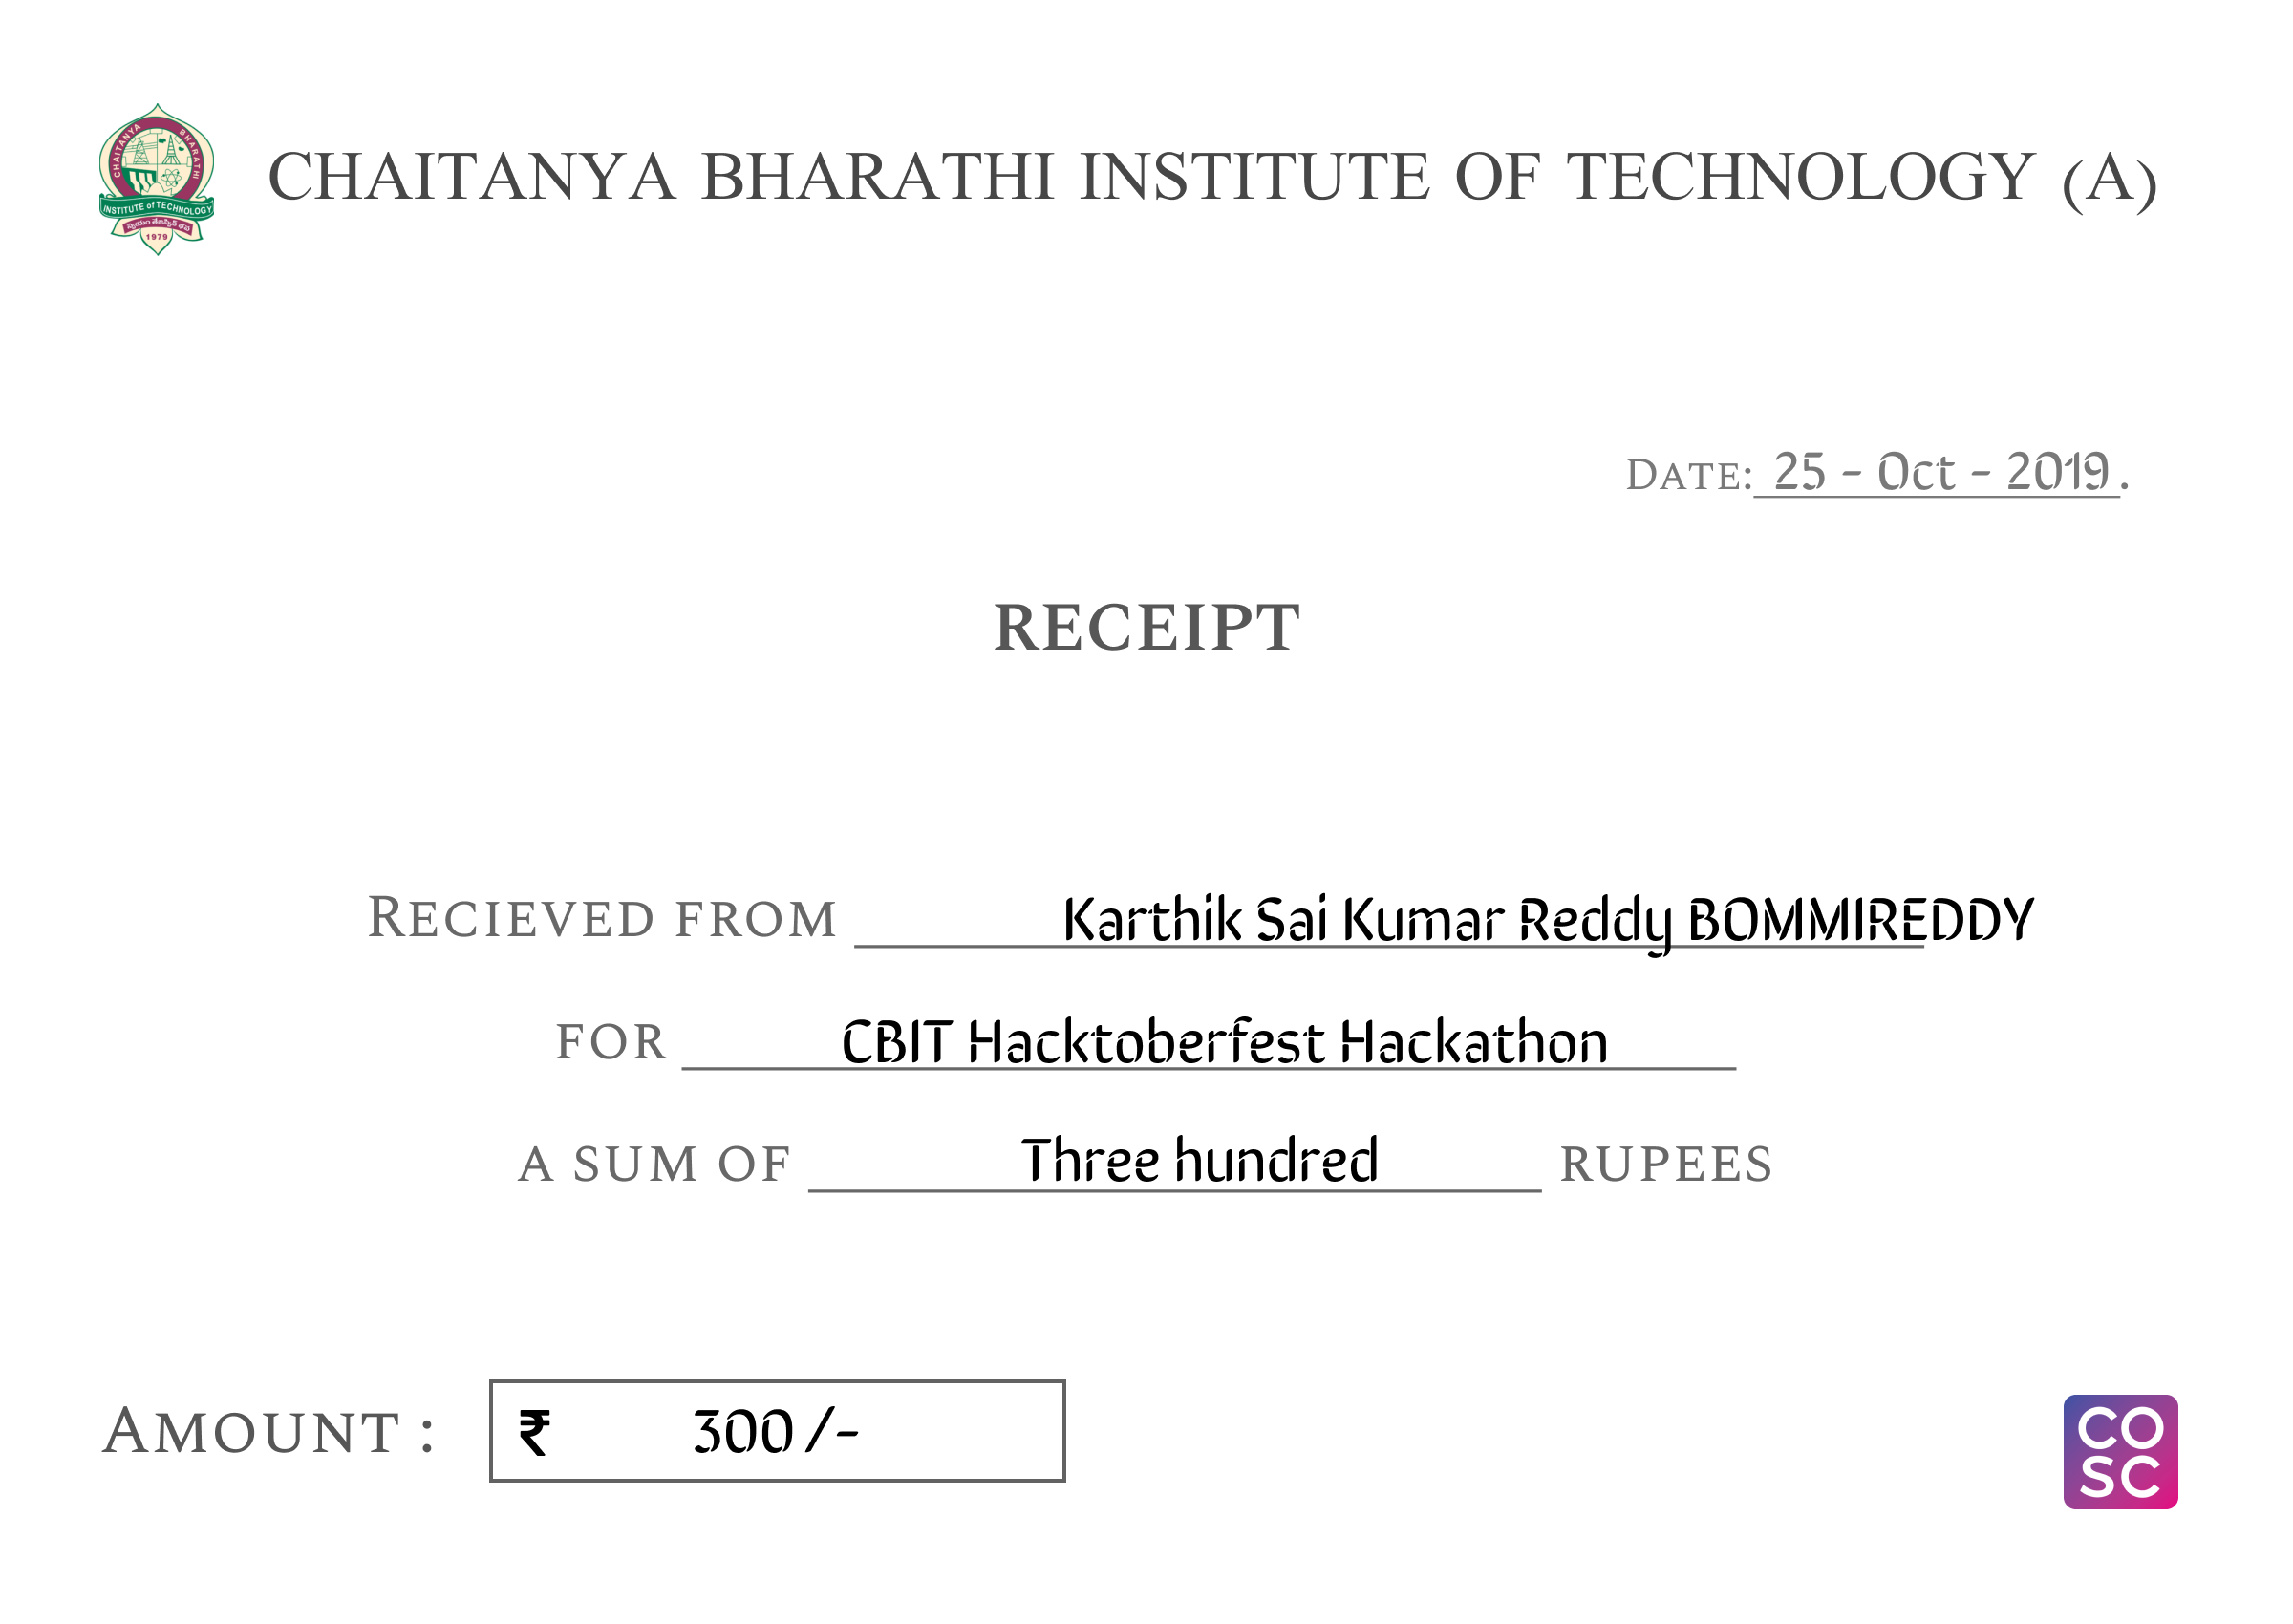 CHAITANYA BHARATHI
INSTITUTE of TECHNOLOGY
1979
CHAITANYA BHARATHI INSTITUTE OF TECHNOLOGY (A)
DATE: 25 - Oct - 2019.
RECEIPT
RECIEVED FROM Karthik Sai Kumar Reddy BOMMIREDDY
FOR CBIT Hacktoberfest Hackathon
A SUM OF Three hundred RUPEES
AMOUNT : ₹ 300 /-
CO
SC